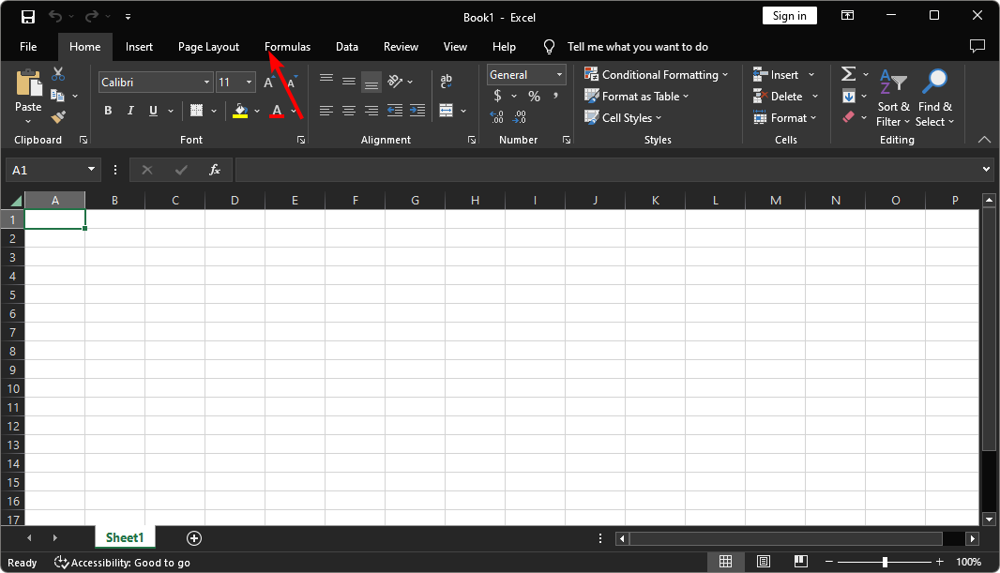 Book1 - Excel
Sign in
File Home Insert Page Layout Formulas Data Review View Help Tell me what you want to do
Calibri 11 A A General Conditional Formatting Insert
$ % , Format as Table Delete
Paste B I U A .00 .0 Cell Styles Format Sort & Find &
Filter Select
Clipboard Font Alignment Number Styles Cells Editing
A1 fx
A B C D E F G H I J K L M N O P
1
2
3
4
5
6
7
8
9
10
11
12
13
14
15
16
17
Sheet1
Ready Accessibility: Good to go 100%